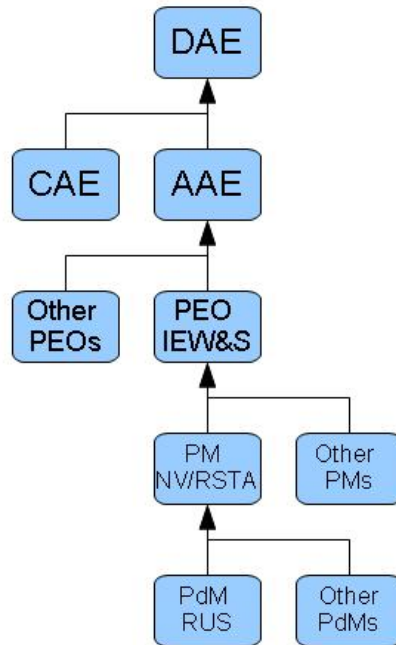 DAE
CAE
AAE
Other
PEOs
PEO
IEW&S
PM
NV/RSTA
Other
PMs
PdM
RUS
Other
PdMs